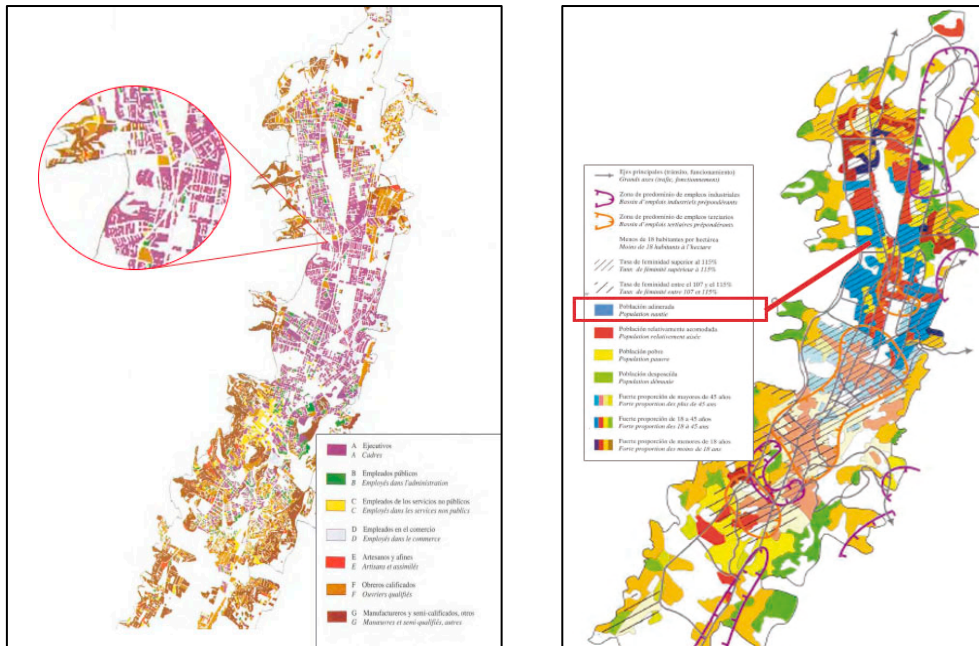 A Ejecutivos
A Cadres
B Empleados públicos
B Employés dans l'administration
C Empleados de los servicios no públicos
C Employés dans les services non publics
D Empleados en el comercio
D Employés dans le commerce
E Artesanos y afines
E Artisans et assimilés
F Obreros calificados
F Ouvriers qualifiés
G Manufactureros y semi-calificados, otros
G Manœuvres et semi-qualifiés, autres
Ejes principales (tránsito, funcionamiento)
Grands axes (trafic, fonctionnement)
Zona de predominio de empleos industriales
Bassin d'emplois industriels prépondérants
Zona de predominio de empleos terciarios
Bassin d'emplois tertiaires prépondérants
Menos de 18 habitantes por hectárea
Moins de 18 habitants à l'hectare
Tasa de feminidad superior al 115%
Taux de féminité supérieur à 115%
Tasa de feminidad entre el 107 y el 115%
Taux de féminité entre 107 et 115%
Población adinerada
Population nantie
Población relativamente acomodada
Population relativement aisée
Población pobre
Population pauvre
Población desposeída
Population démunie
Fuerte proporción de mayores de 45 años
Forte proportion des plus de 45 ans
Fuerte proporción de 18 a 45 años
Forte proportion des 18 à 45 ans
Fuerte proporción de menores de 18 años
Forte proportion des moins de 18 ans